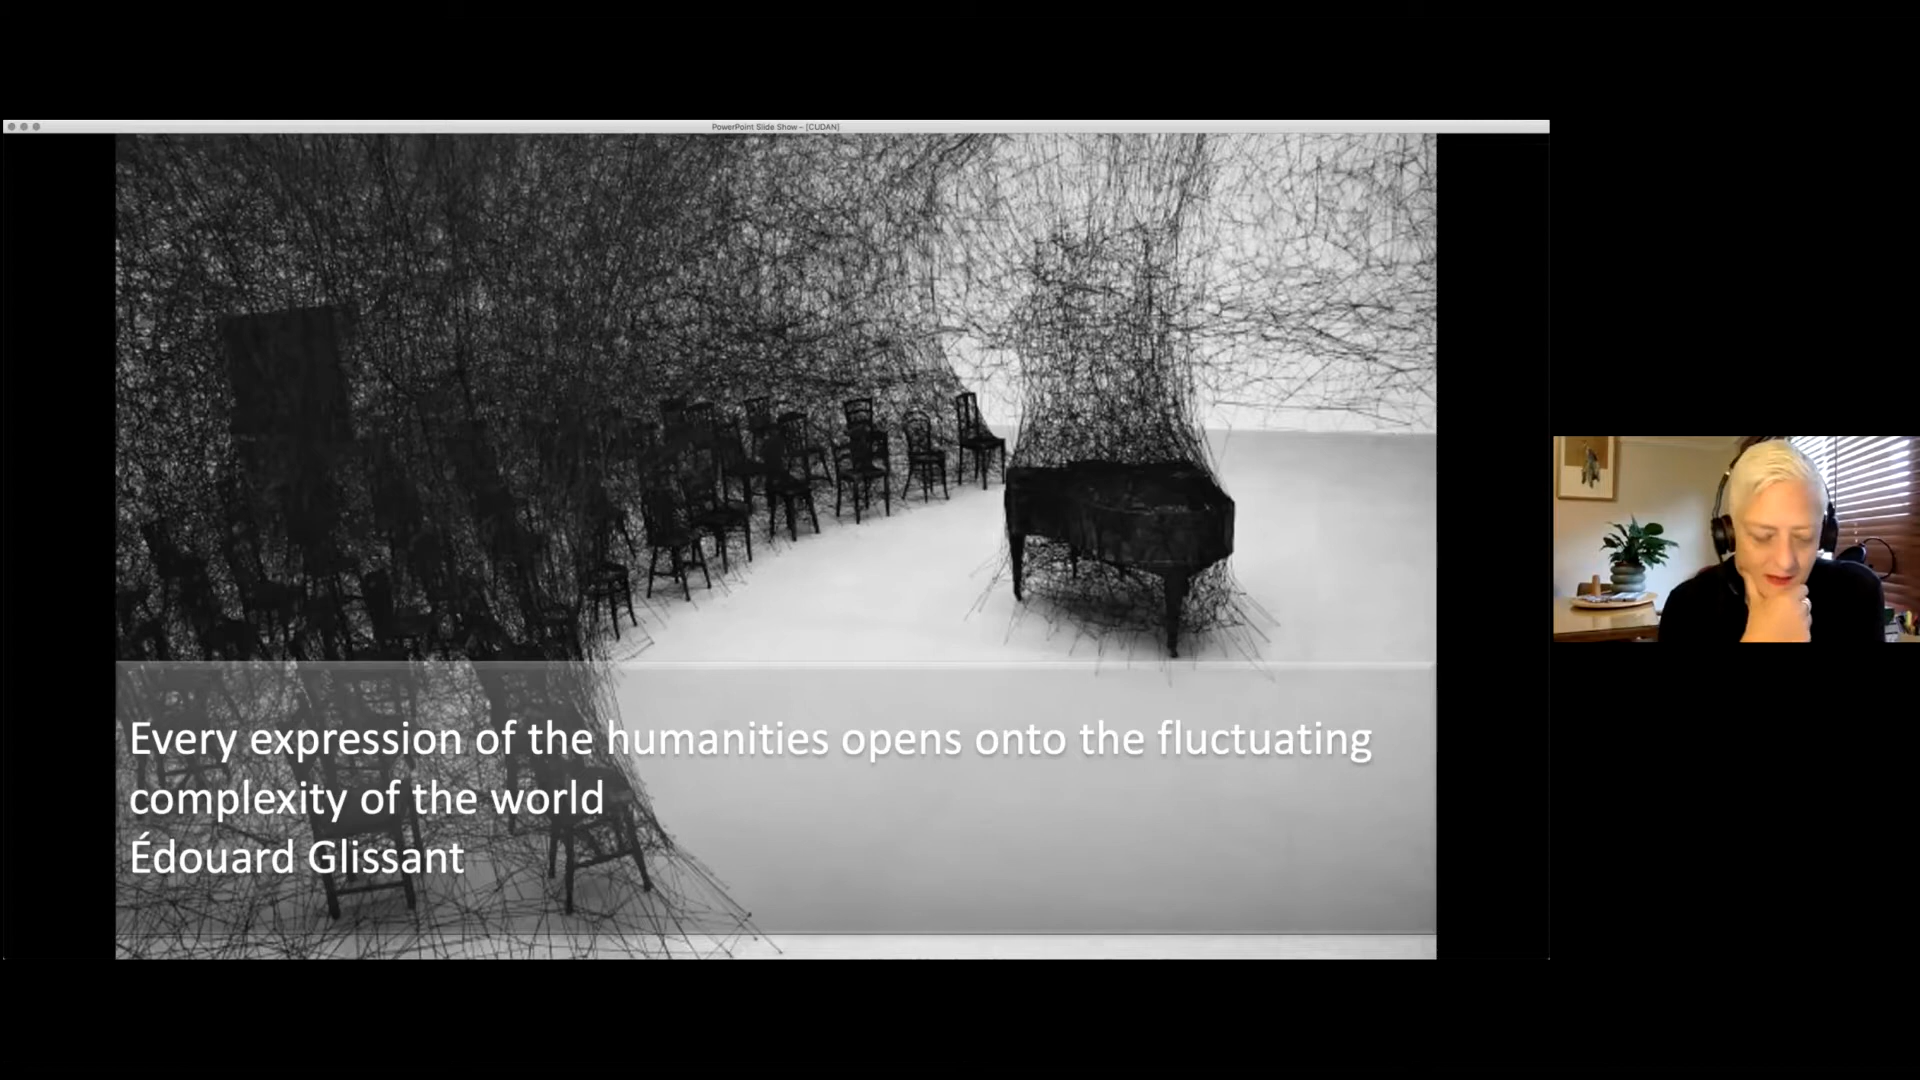 PowerPoint Slide Show – [CUDAN]
Every expression of the humanities opens onto the fluctuating
complexity of the world
Édouard Glissant